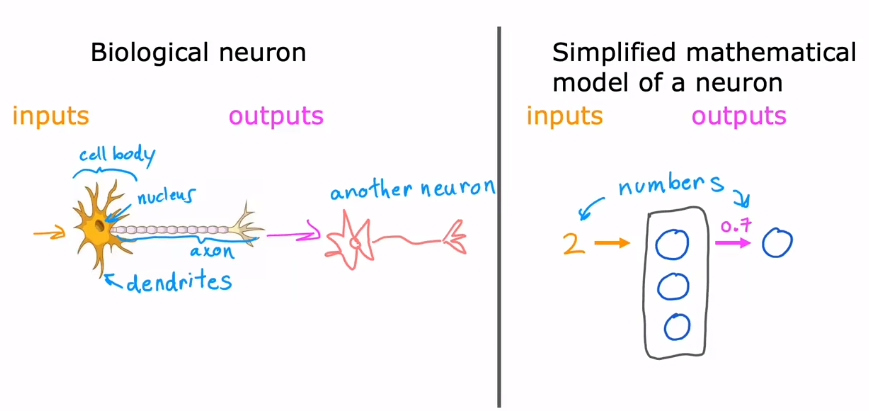 Biological neuron
inputs
outputs
cell body
nucleus
axon
dendrites
another neuron
Simplified mathematical
model of a neuron
inputs
outputs
numbers
2
0.7